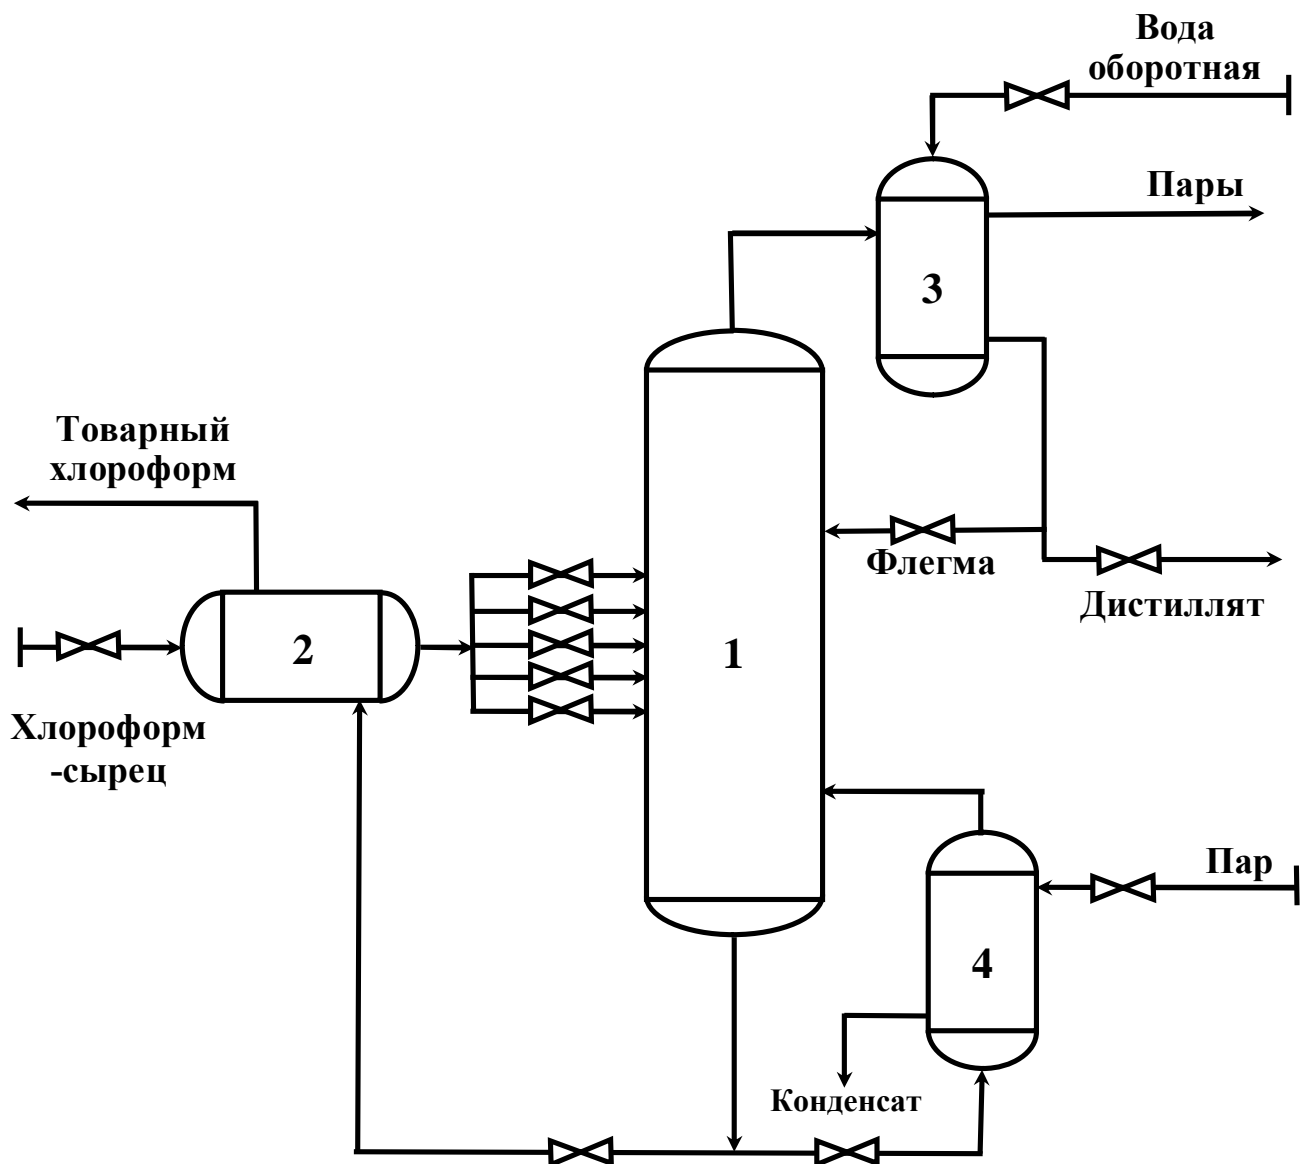 Вода
оборотная
Пары
3
Товарный
хлороформ
Флегма
Дистиллят
2
1
Хлороформ
-сырец
Пар
4
Конденсат